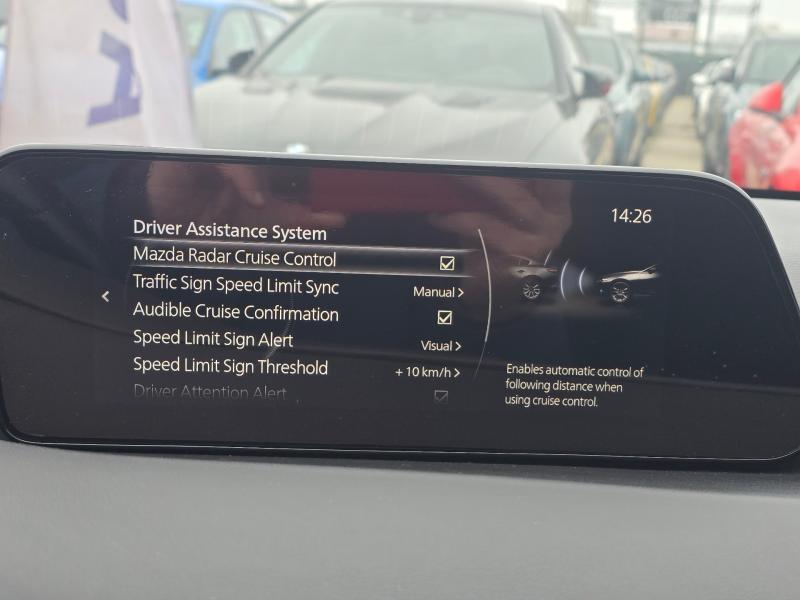 14:26
Driver Assistance System
Mazda Radar Cruise Control
Traffic Sign Speed Limit Sync Manual >
Audible Cruise Confirmation
Speed Limit Sign Alert Visual >
Speed Limit Sign Threshold +10 km/h >
Driver Attention Alert
Enables automatic control of
following distance when
using cruise control.